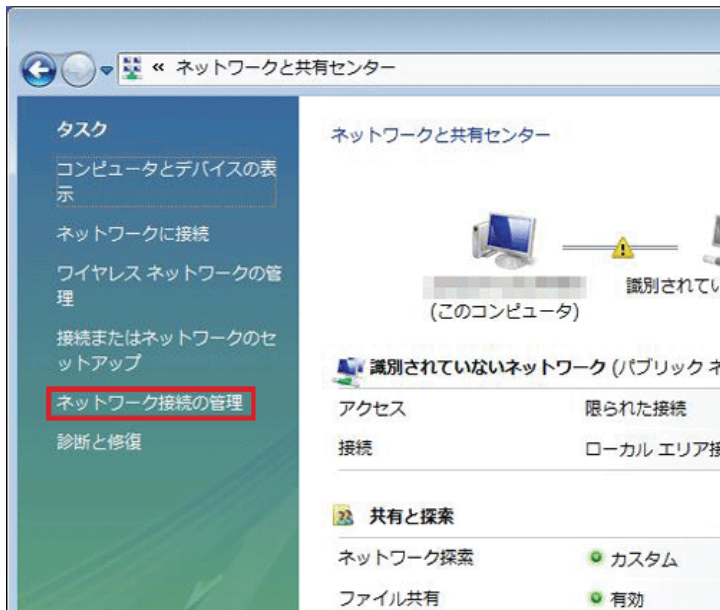 « ネットワークと共有センター
タスク
コンピュータとデバイスの表
示
ネットワークに接続
ワイヤレス ネットワークの管
理
接続またはネットワークのセ
ットアップ
ネットワーク接続の管理
診断と修復
ネットワークと共有センター
(このコンピュータ)
識別されてい
識別されていないネットワーク (パブリック ネ
アクセス 限られた接続
接続 ローカル エリア接
共有と探索
ネットワーク探索 カスタム
ファイル共有 有効